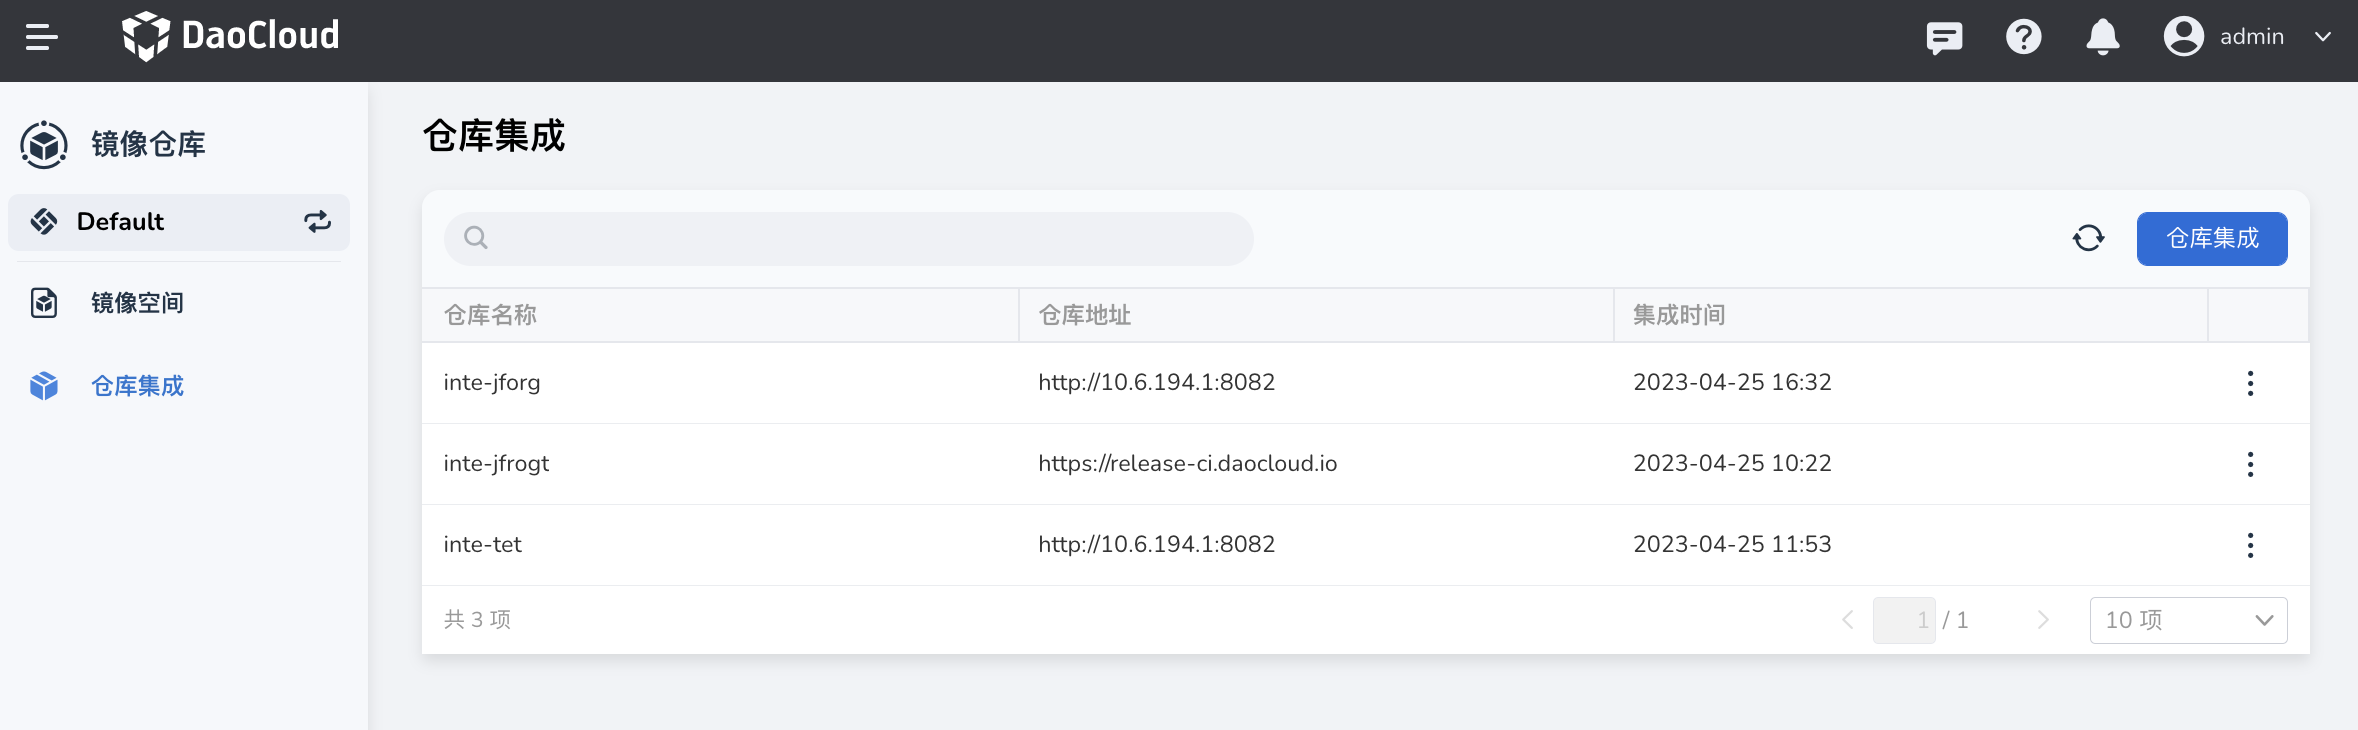 DaoCloud
admin
镜像仓库
Default
镜像空间
仓库集成
仓库集成
仓库集成
仓库名称 仓库地址 集成时间
inte-jforg http://10.6.194.1:8082 2023-04-25 16:32
inte-jfrogt https://release-ci.daocloud.io 2023-04-25 10:22
inte-tet http://10.6.194.1:8082 2023-04-25 11:53
共 3 项 1 / 1 10 项